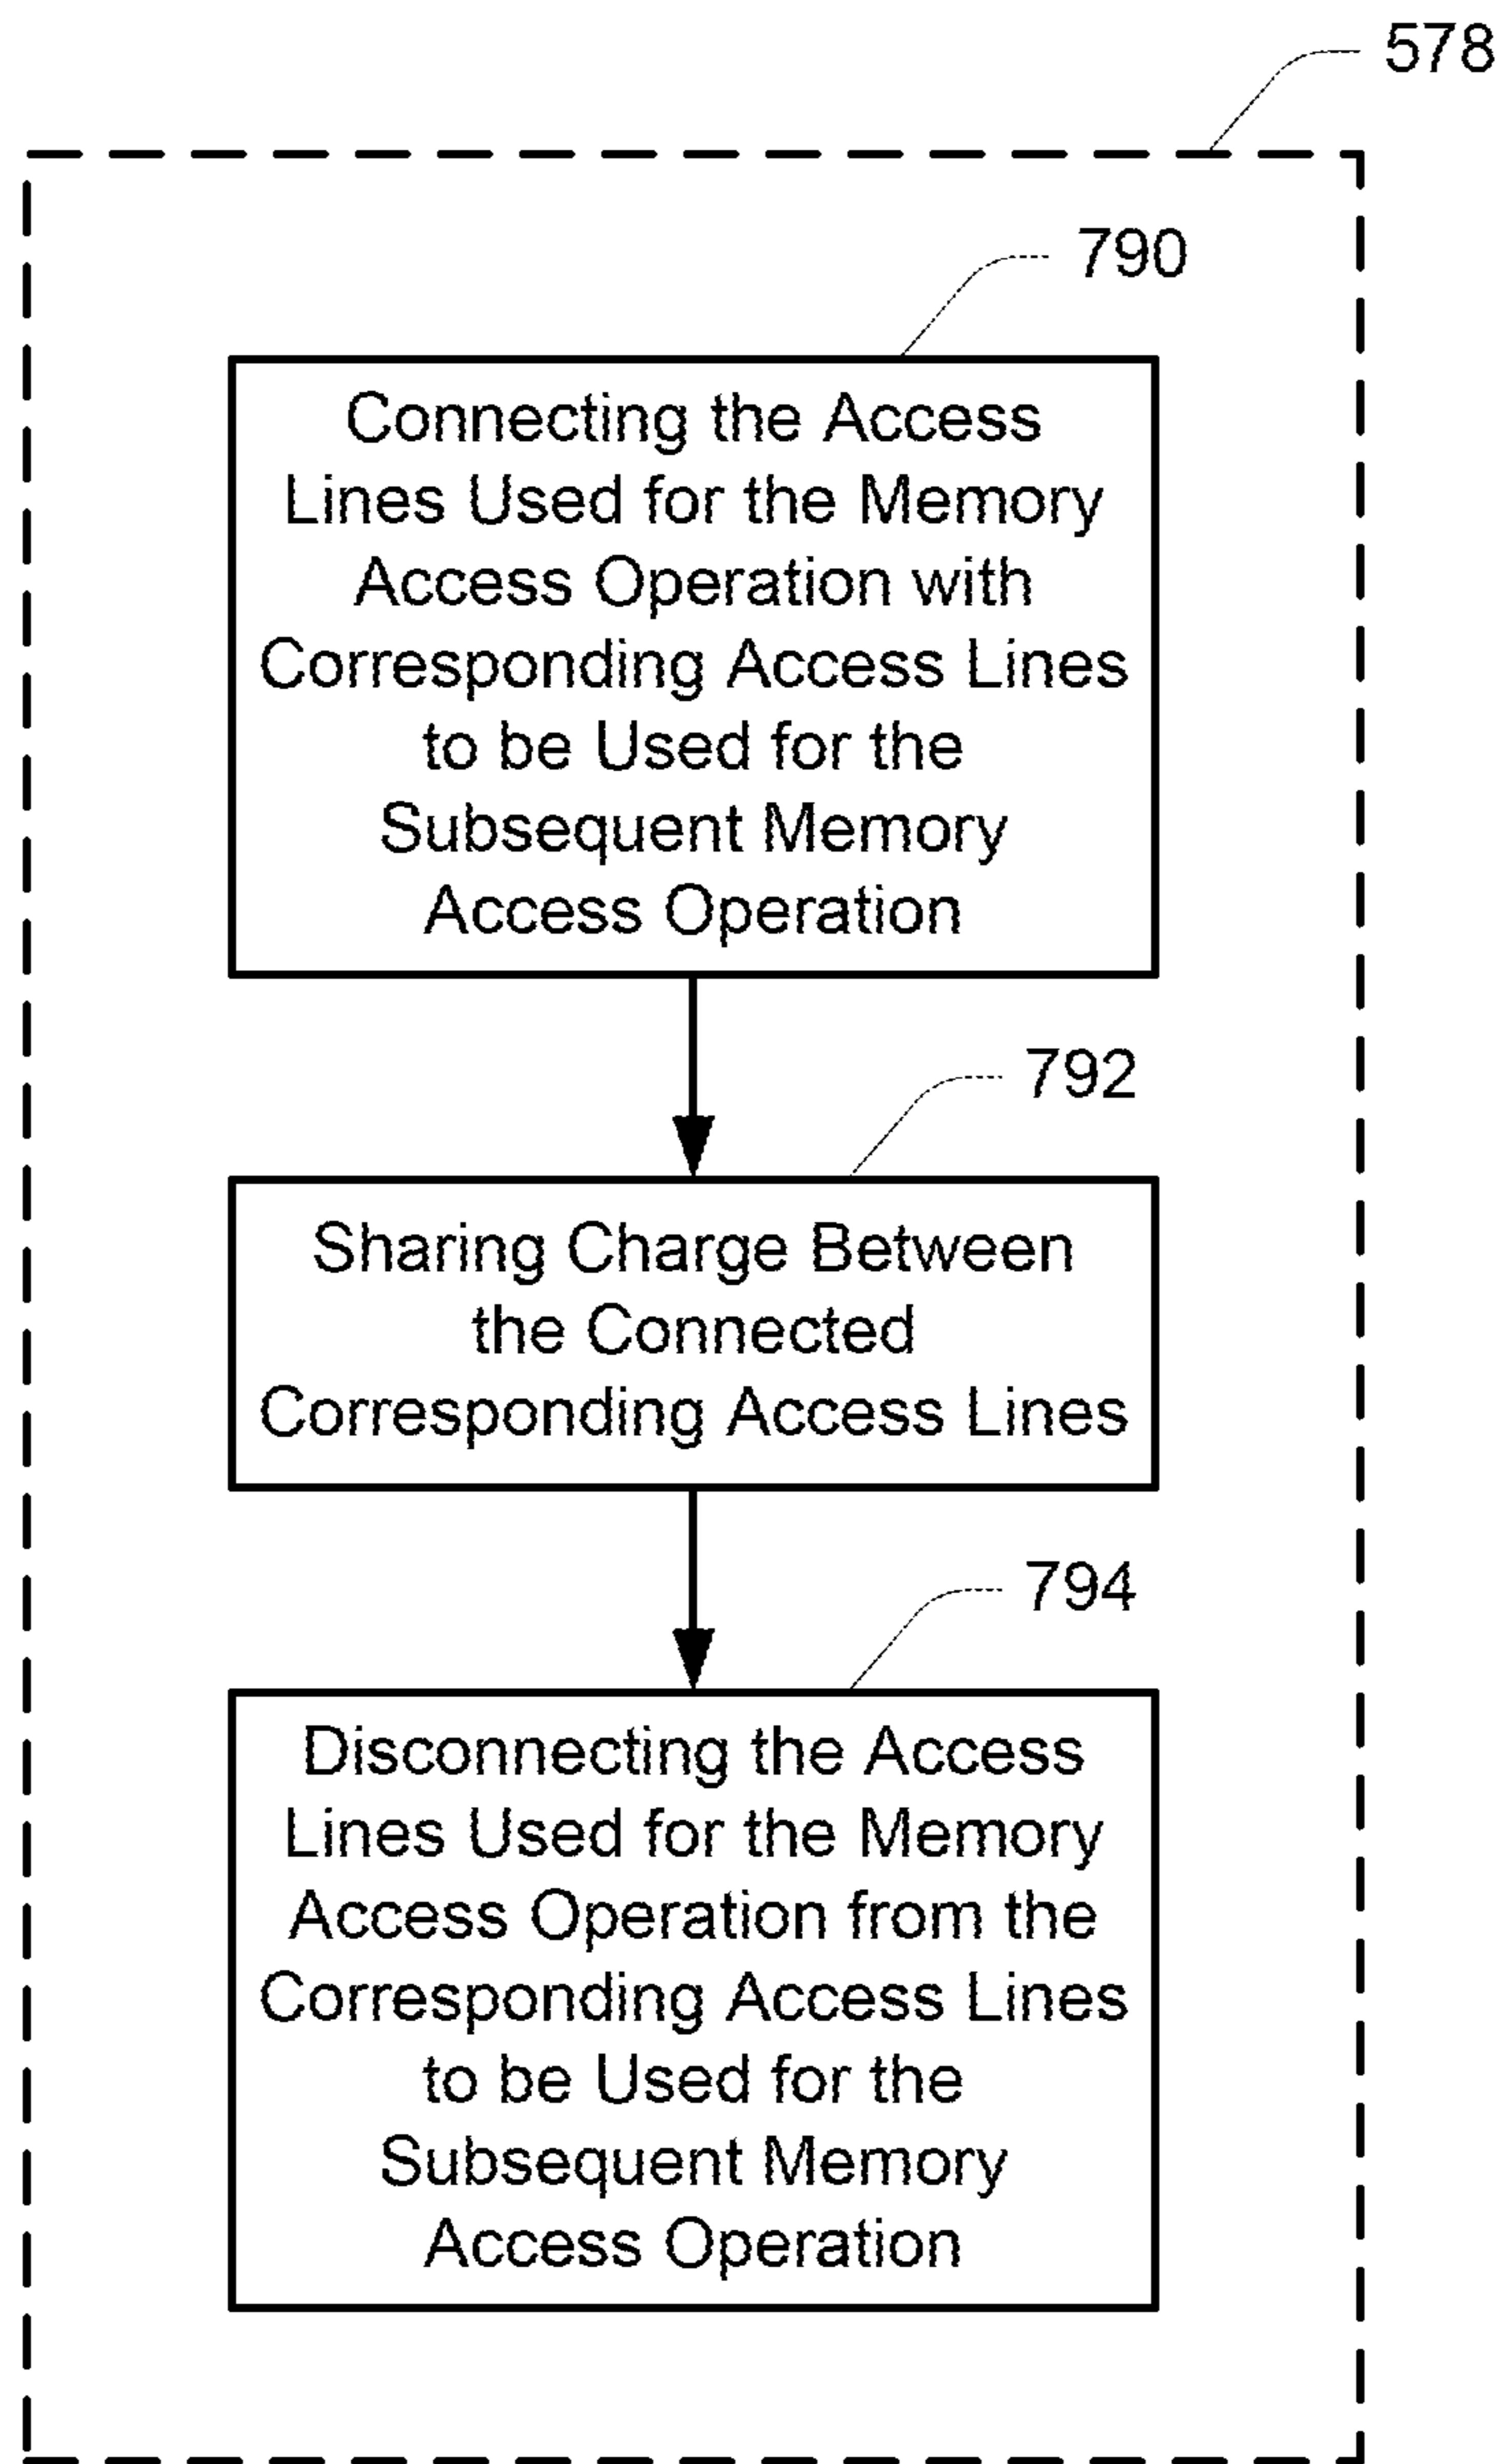 578
790
Connecting the Access
Lines Used for the Memory
Access Operation with
Corresponding Access Lines
to be Used for the
Subsequent Memory
Access Operation
792
Sharing Charge Between
the Connected
Corresponding Access Lines
794
Disconnecting the Access
Lines Used for the Memory
Access Operation from the
Corresponding Access Lines
to be Used for the
Subsequent Memory
Access Operation